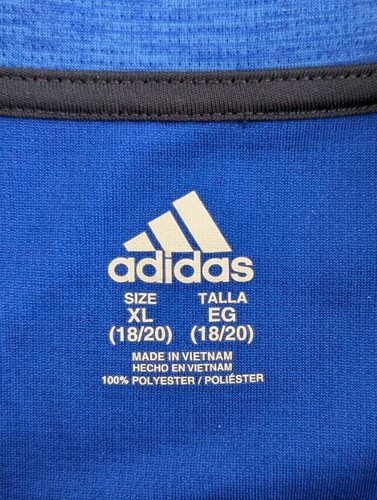 adidas
SIZE TALLA
XL EG
(18/20) (18/20)
MADE IN VIETNAM
HECHO EN VIETNAM
100% POLYESTER / POLIÉSTER